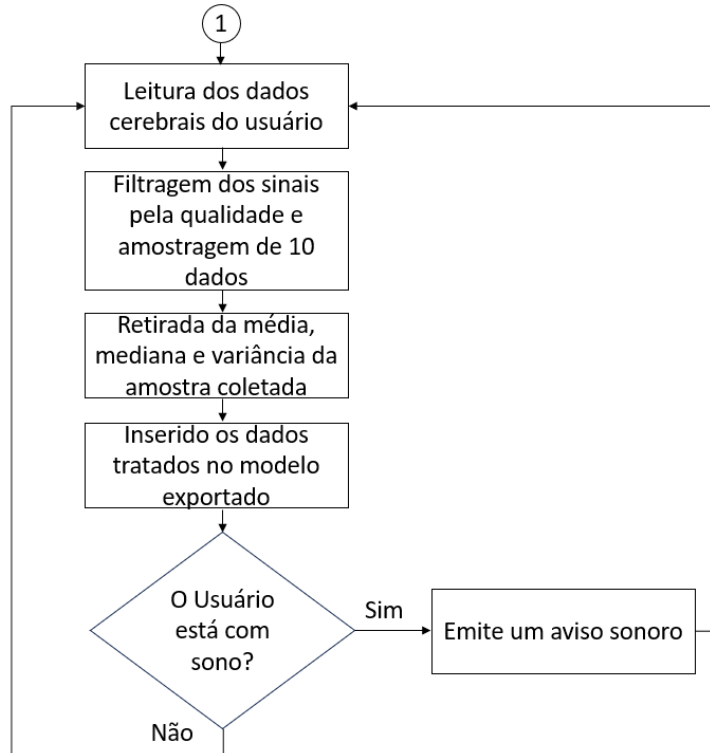 1
Leitura dos dados
cerebrais do usuário
Filtragem dos sinais
pela qualidade e
amostragem de 10
dados
Retirada da média,
mediana e variância da
amostra coletada
Inserido os dados
tratados no modelo
exportado
O Usuário
está com
sono?
Sim
Emite um aviso sonoro
Não